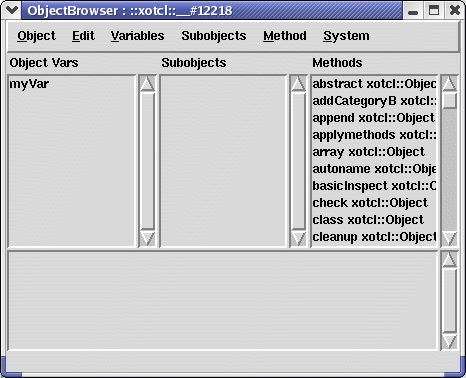 ObjectBrowser : ::xotcl::__#12218
Object Edit Variables Subobjects Method System
Object Vars Subobjects Methods
myVar
abstract xotcl::Objec
addCategoryB xotcl::
append xotcl::Object
applymethods xotcl::
array xotcl::Object
autoname xotcl::Obje
basicInspect xotcl::O
check xotcl::Object
class xotcl::Object
cleanup xotcl::Object